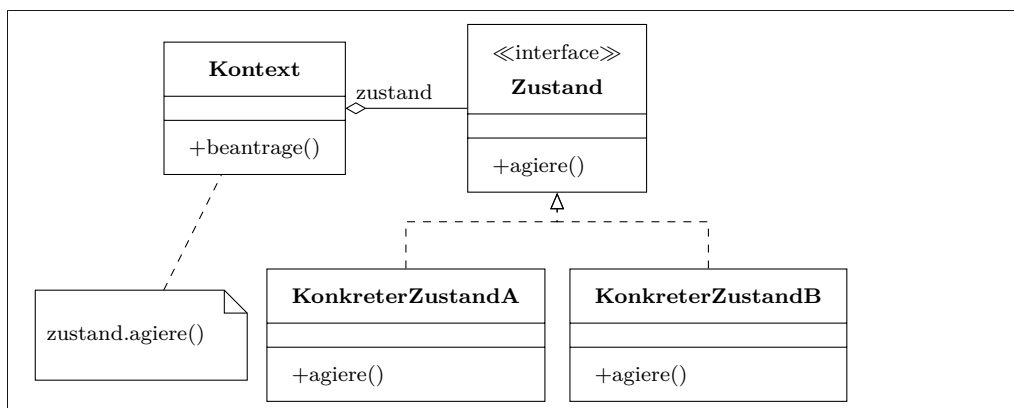 Kontext
+beantrage()
zustand
≪interface≫
Zustand
+agiere()
zustand.agiere()
KonkreterZustandA
+agiere()
KonkreterZustandB
+agiere()